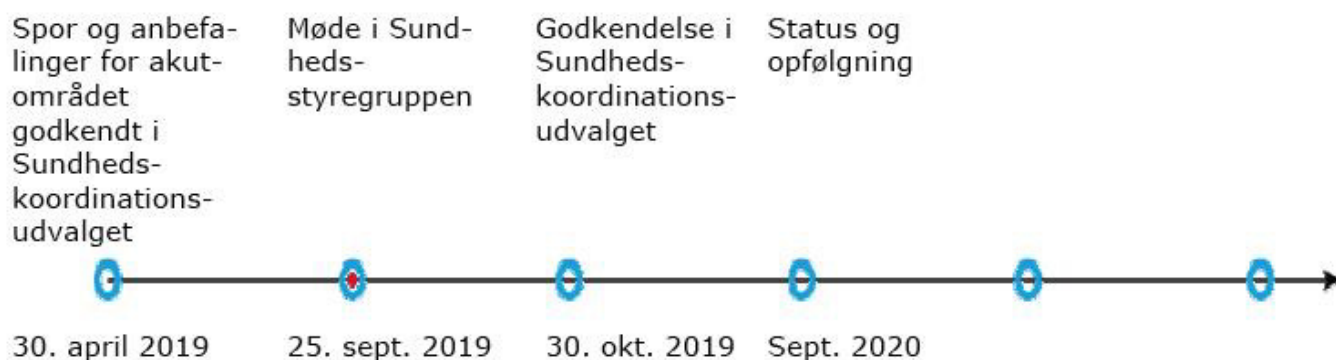 Spor og anbefa-
linger for akut-
området
godkendt i
Sundheds-
koordinations-
udvalget
Møde i Sund-
heds-
styregruppen
Godkendelse i
Sundheds-
koordinations-
udvalget
Status og
opfølgning
30. april 2019
25. sept. 2019
30. okt. 2019
Sept. 2020